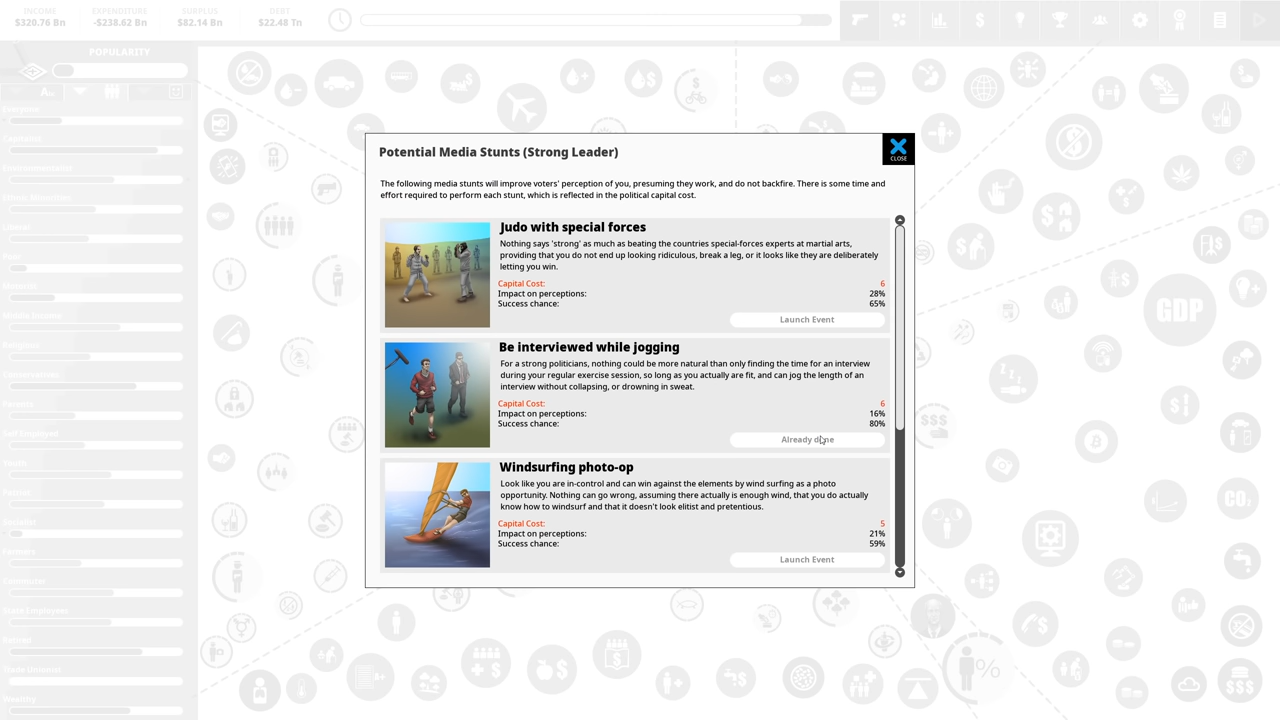 INCOME EXPENDITURE SURPLUS DEBT
$320.76 Bn -$238.62 Bn $82.14 Bn $22.48 Tn
POPULARITY
Everyone
Capitalist
Environmentalist
Ethnic Minorities
Liberal
Poor
Motorist
Middle Income
Religious
Conservatives
Parents
Self Employed
Youth
Patriot
Socialist
Farmers
Commuter
State Employees
Retired
Trade Unionist
Wealthy
Potential Media Stunts (Strong Leader)
CLOSE
The following media stunts will improve voters' perception of you, presuming they work, and do not backfire. There is some time and
effort required to perform each stunt, which is reflected in the political capital cost.
Judo with special forces
Nothing says 'strong' as much as beating the countries special-forces experts at martial arts,
providing that you do not end up looking ridiculous, break a leg, or it looks like they are deliberately
letting you win.
Capital Cost: 6
Impact on perceptions: 28%
Success chance: 65%
Launch Event
Be interviewed while jogging
For a strong politicians, nothing could be more natural than only finding the time for an interview
during your regular exercise session, so long as you actually are fit, and can jog the length of an
interview without collapsing, or drowning in sweat.
Capital Cost: 6
Impact on perceptions: 16%
Success chance: 80%
Already done
Windsurfing photo-op
Look like you are in-control and can win against the elements by wind surfing as a photo
opportunity. Nothing can go wrong, assuming there actually is enough wind, that you do actually
know how to windsurf and that it doesn't look elitist and pretentious.
Capital Cost: 5
Impact on perceptions: 21%
Success chance: 59%
Launch Event
GDP
CO₂
%